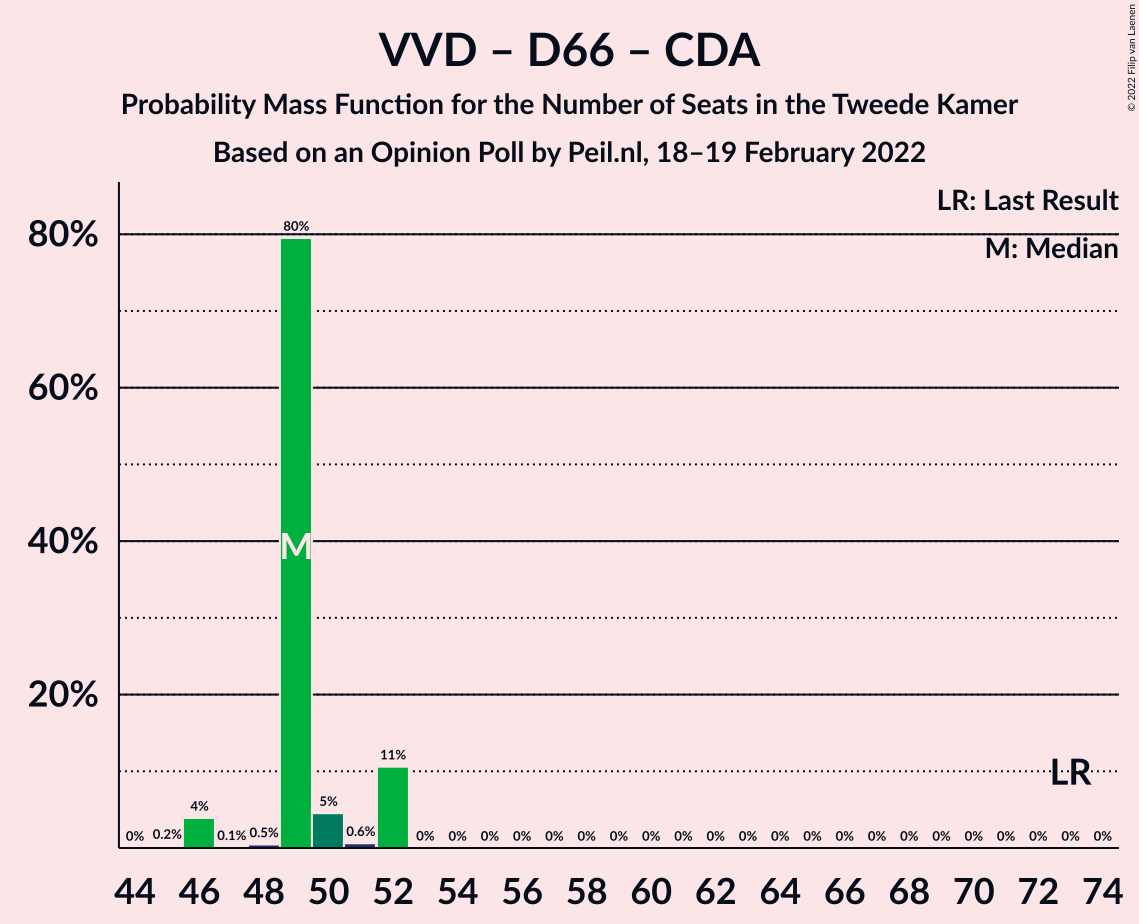 VVD – D66 – CDA
Probability Mass Function for the Number of Seats in the Tweede Kamer
Based on an Opinion Poll by Peil.nl, 18–19 February 2022
© 2022 Filip van Laenen
LR: Last Result
M: Median
80%
60%
40%
20%
0% 0.2% 4% 0.1% 0.5% 80% 5% 0.6% 11% 0% 0% 0% 0% 0% 0% 0% 0% 0% 0% 0% 0% 0% 0% 0% 0% 0% 0% 0% 0% 0% 0%
M
LR
44 46 48 50 52 54 56 58 60 62 64 66 68 70 72 74